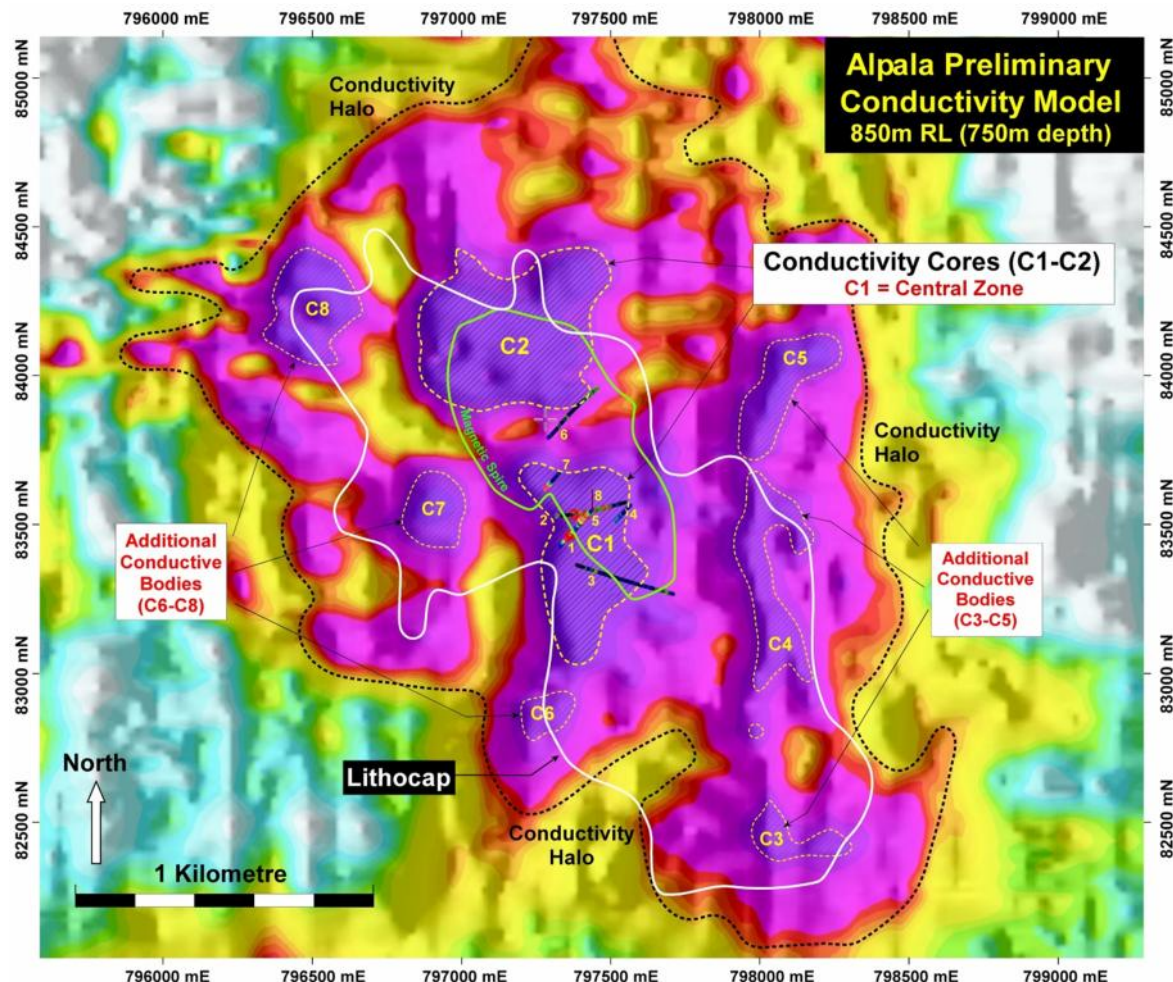 796000 mE
796500 mE
797000 mE
797500 mE
798000 mE
798500 mE
799000 mE
85000 mN
84500 mN
84000 mN
83500 mN
83000 mN
82500 mN
Alpala Preliminary
Conductivity Model
850m RL (750m depth)
Conductivity
Halo
Conductivity Cores (C1-C2)
C1 = Central Zone
C8
C2
C5
Magnetic Spire
6
7
8
2
5
4
1
C1
3
C7
Conductivity
Halo
Additional
Conductive
Bodies
(C6-C8)
Additional
Conductive
Bodies
(C3-C5)
C4
C6
Lithocap
North
C3
Conductivity
Halo
1 Kilometre
85000 mN
84500 mN
84000 mN
83500 mN
83000 mN
82500 mN
796000 mE
796500 mE
797000 mE
797500 mE
798000 mE
798500 mE
799000 mE